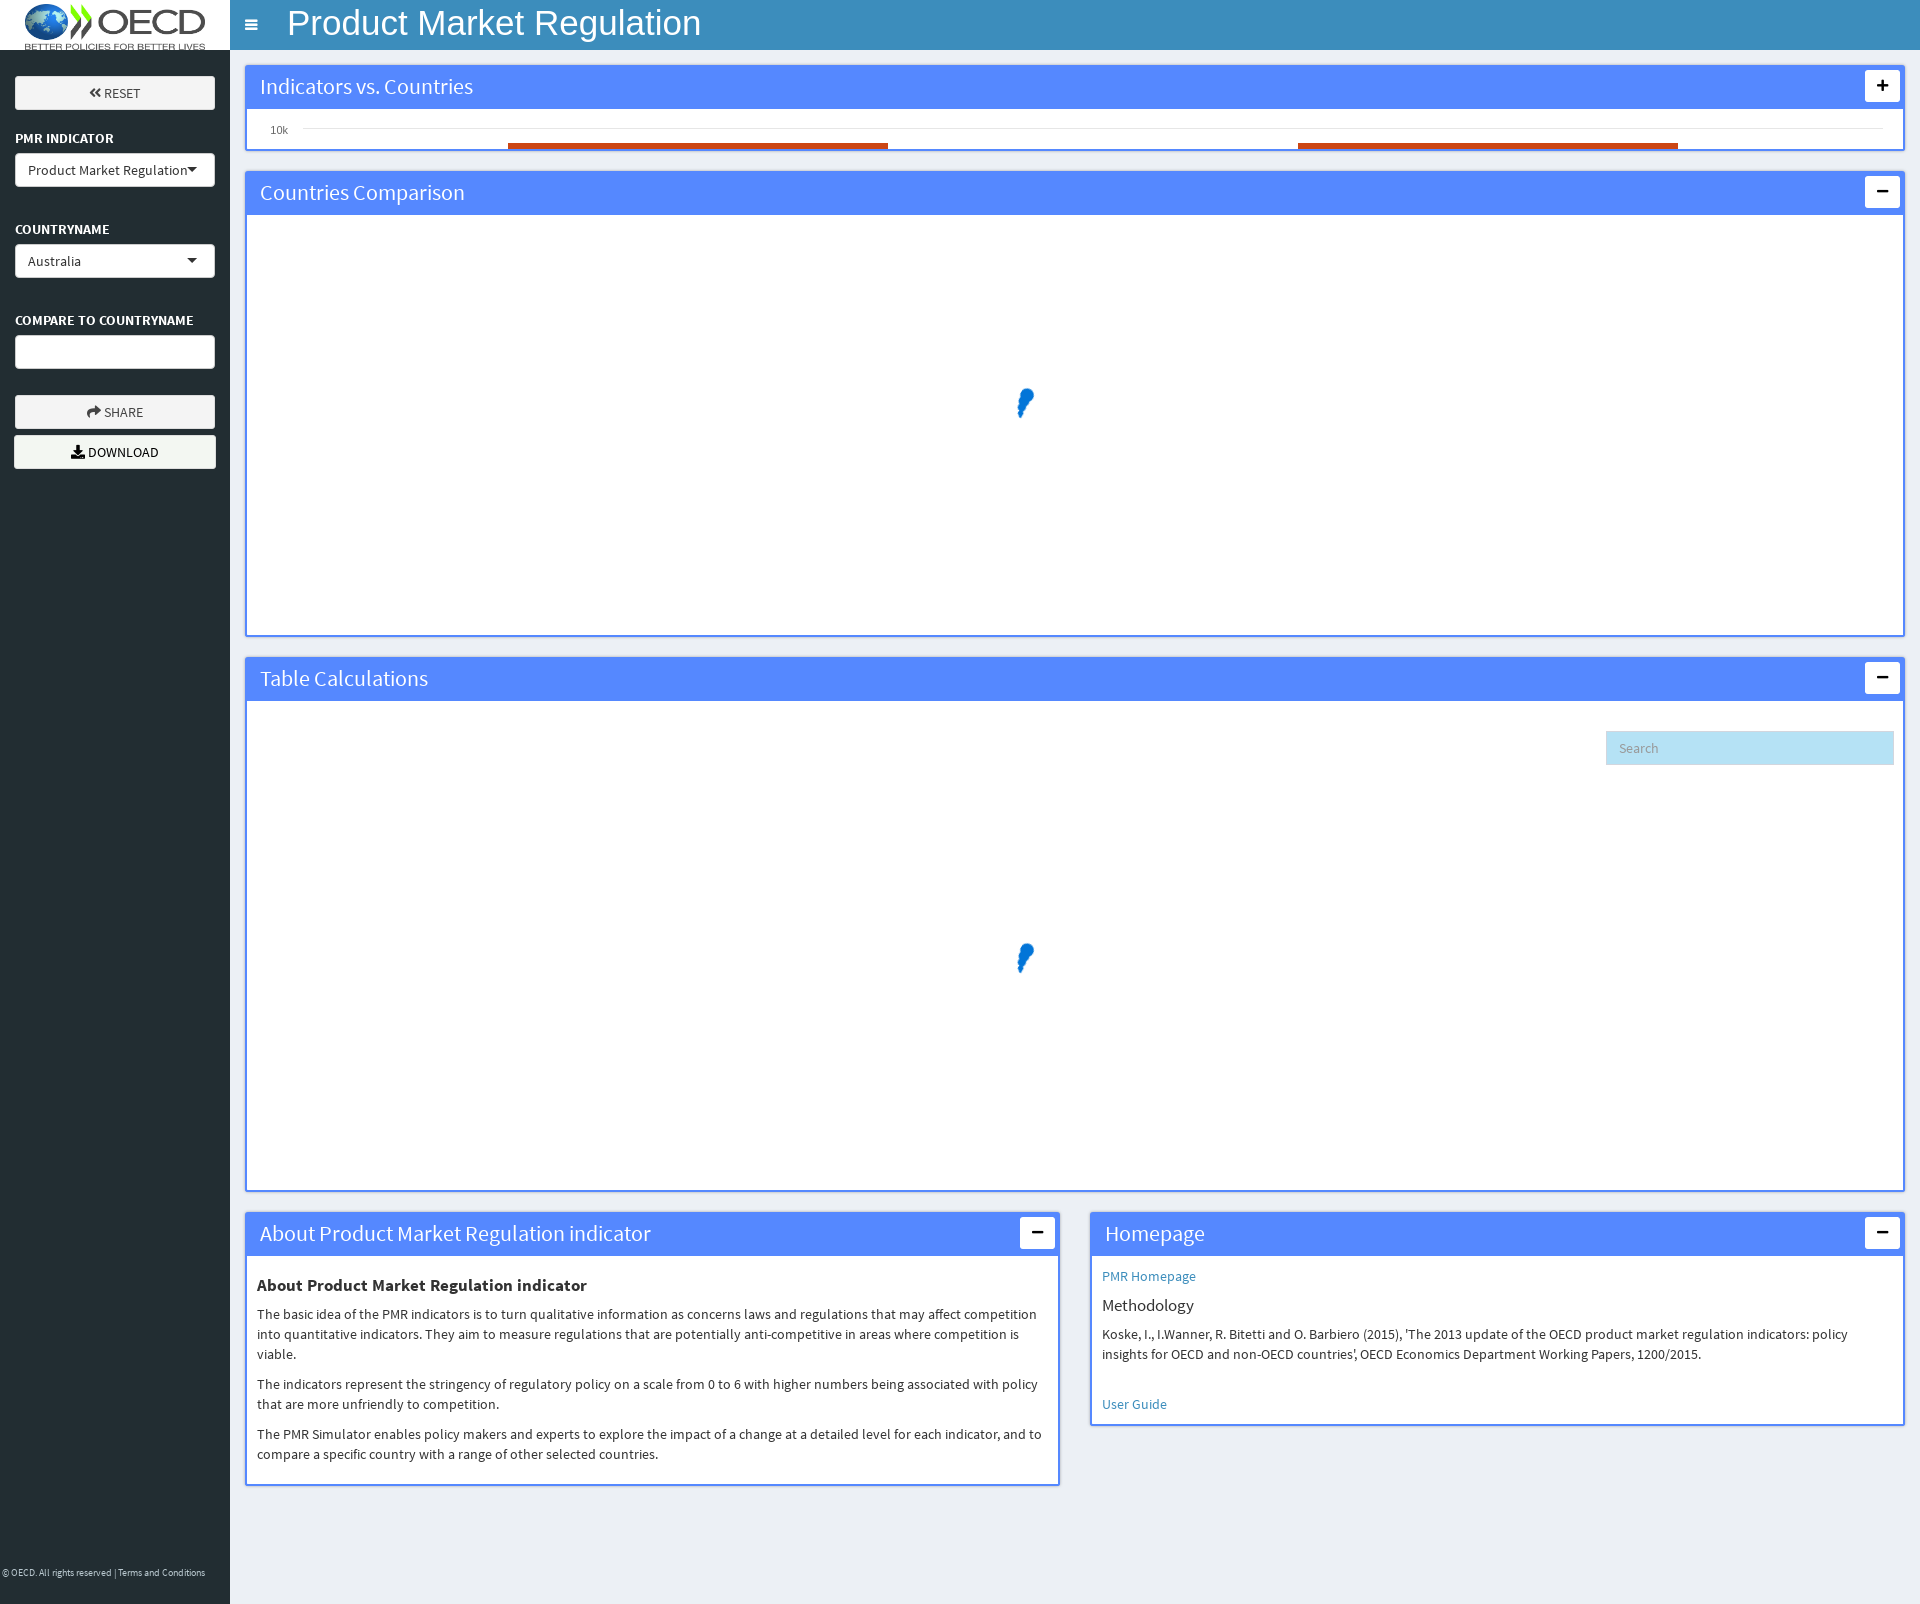 OECD
BETTER POLICIES FOR BETTER LIVES
Product Market Regulation
RESET
PMR INDICATOR
Product Market Regulation
COUNTRYNAME
Australia
COMPARE TO COUNTRYNAME
SHARE
DOWNLOAD
© OECD. All rights reserved | Terms and Conditions
Indicators vs. Countries
10k
Countries Comparison
Table Calculations
Search
About Product Market Regulation indicator
About Product Market Regulation indicator
The basic idea of the PMR indicators is to turn qualitative information as concerns laws and regulations that may affect competition
into quantitative indicators. They aim to measure regulations that are potentially anti-competitive in areas where competition is
viable.
The indicators represent the stringency of regulatory policy on a scale from 0 to 6 with higher numbers being associated with policy
that are more unfriendly to competition.
The PMR Simulator enables policy makers and experts to explore the impact of a change at a detailed level for each indicator, and to
compare a specific country with a range of other selected countries.
Homepage
PMR Homepage
Methodology
Koske, I., I.Wanner, R. Bitetti and O. Barbiero (2015), 'The 2013 update of the OECD product market regulation indicators: policy
insights for OECD and non-OECD countries', OECD Economics Department Working Papers, 1200/2015.
User Guide